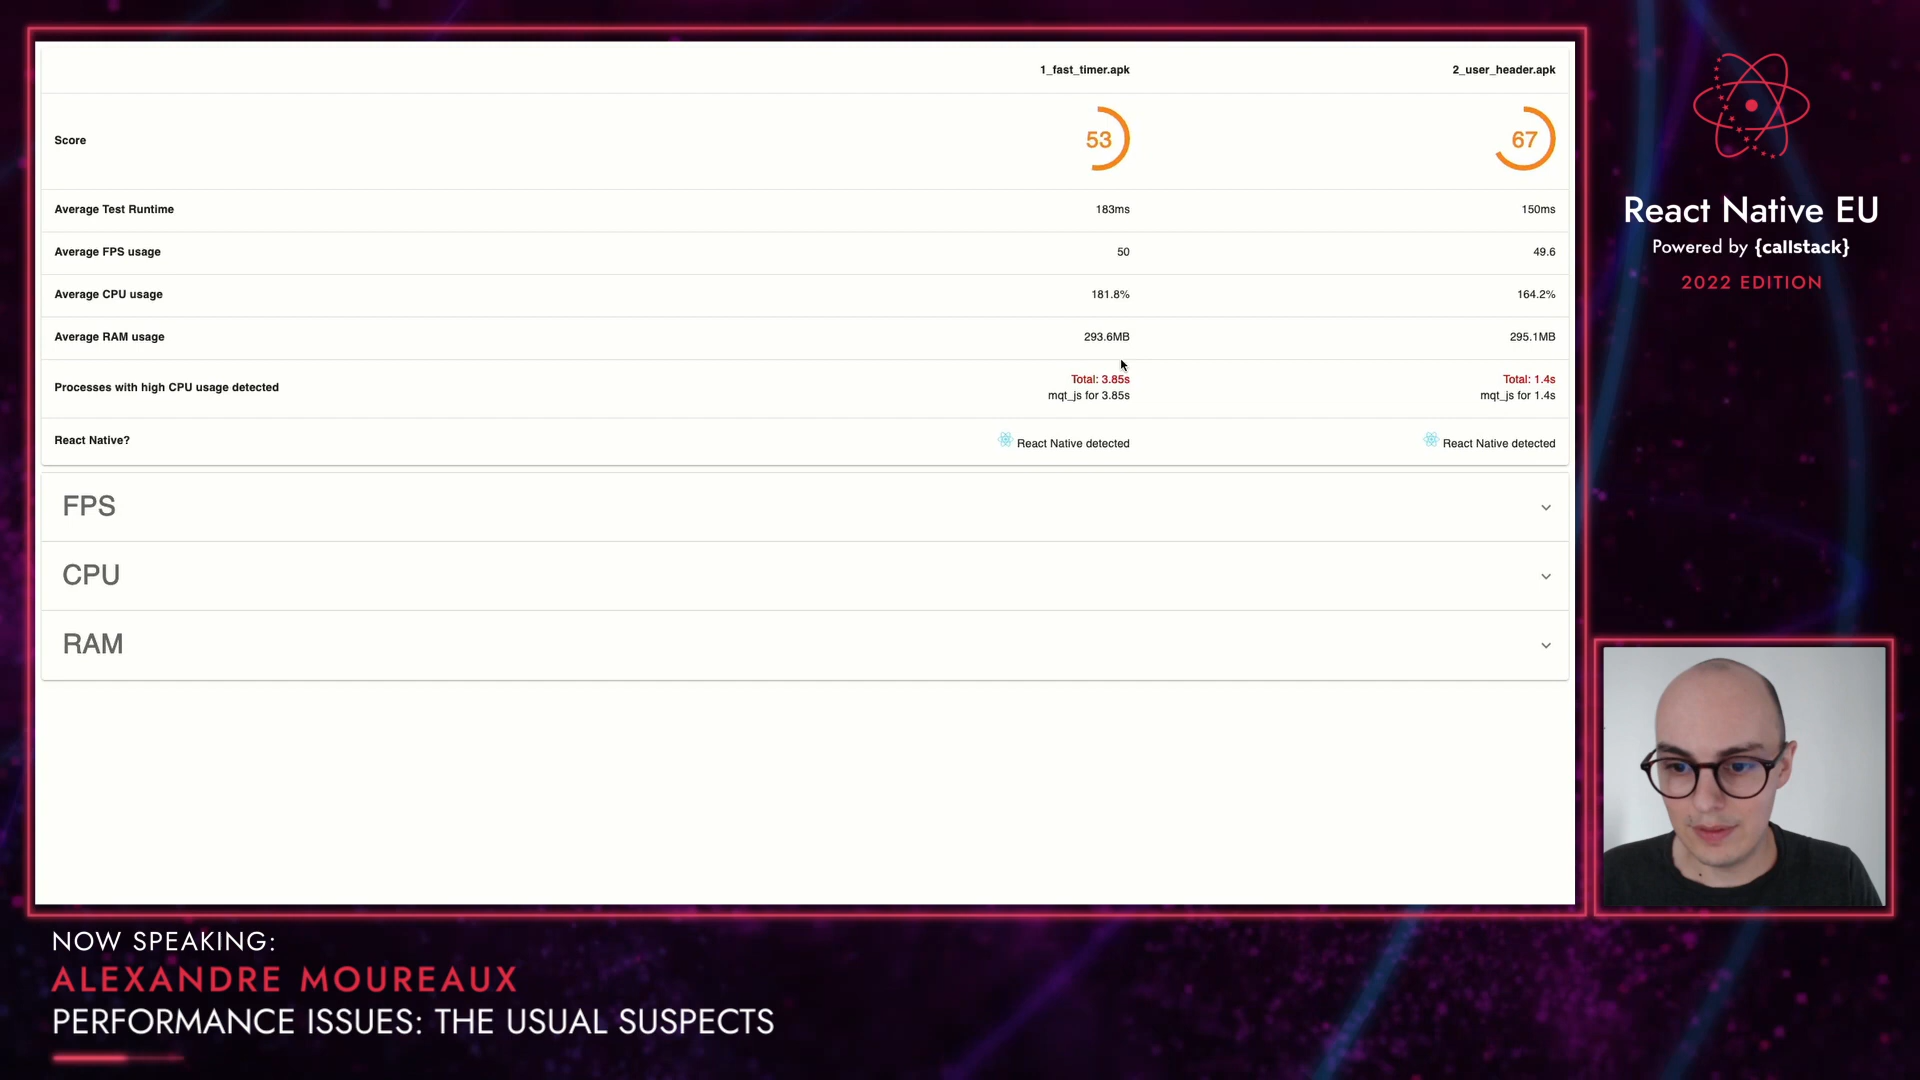 1_fast_timer.apk 2_user_header.apk
Score 53 67
Average Test Runtime 183ms 150ms
Average FPS usage 50 49.6
Average CPU usage 181.8% 164.2%
Average RAM usage 293.6MB 295.1MB
Processes with high CPU usage detected Total: 3.85s Total: 1.4s
mqt_js for 3.85s mqt_js for 1.4s
React Native? React Native detected React Native detected
FPS
CPU
RAM
React Native EU
Powered by {callstack}
2022 EDITION
NOW SPEAKING:
ALEXANDRE MOUREAUX
PERFORMANCE ISSUES: THE USUAL SUSPECTS